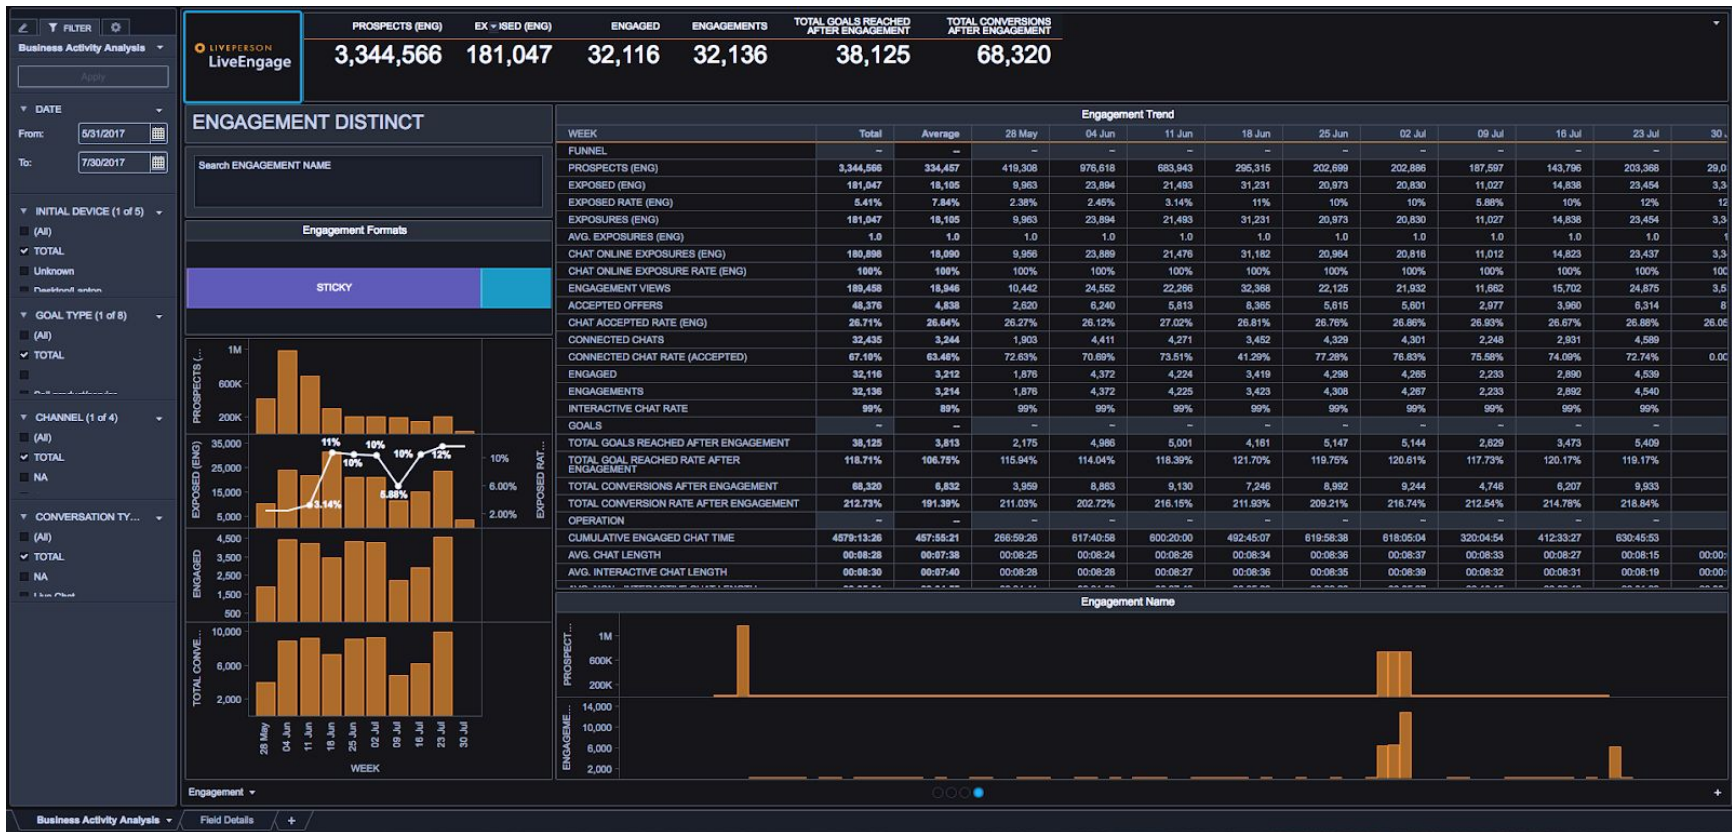 FILTER
Business Activity Analysis
Apply
DATE
From: 5/31/2017
To: 7/30/2017
INITIAL DEVICE (1 of 5)
(All)
TOTAL
Unknown
Desktop/Laptop
GOAL TYPE (1 of 8)
(All)
TOTAL
CHANNEL (1 of 4)
(All)
TOTAL
NA
CONVERSATION TY...
(All)
TOTAL
NA
Live Chat
LIVEPERSON
LiveEngage
PROSPECTS (ENG)
3,344,566
181,047
ENGAGED
32,116
ENGAGEMENTS
32,136
TOTAL GOALS REACHED
AFTER ENGAGEMENT
38,125
TOTAL CONVERSIONS
AFTER ENGAGEMENT
68,320
ENGAGEMENT DISTINCT
Search ENGAGEMENT NAME
Engagement Formats
STICKY
PROSPECTS (...
1M
600K
200K
EXPOSED (ENG)
35,000
25,000
15,000
5,000
11%
10%
10%
10%
12%
3.14%
5.88%
10%
6.00%
2.00%
EXPOSED RAT...
ENGAGED
4,500
3,500
2,500
1,500
500
TOTAL CONVE...
10,000
6,000
2,000
28 May 04 Jun 11 Jun 18 Jun 25 Jun 02 Jul 09 Jul 16 Jul 23 Jul 30 Jul
WEEK
Engagement Trend
WEEK Total Average 28 May 04 Jun 11 Jun 18 Jun 25 Jun 02 Jul 09 Jul 16 Jul 23 Jul 30
FUNNEL – – – – – – – – – – –
PROSPECTS (ENG) 3,344,566 334,457 419,308 976,618 683,943 295,315 202,699 202,886 187,597 143,796 203,368 29,0
EXPOSED (ENG) 181,047 18,105 9,963 23,894 21,493 31,231 20,973 20,830 11,027 14,838 23,454 3,3
EXPOSED RATE (ENG) 5.41% 7.84% 2.38% 2.45% 3.14% 11% 10% 10% 5.88% 10% 12% 12
EXPOSURES (ENG) 181,047 18,105 9,963 23,894 21,493 31,231 20,973 20,830 11,027 14,838 23,454 3,3
AVG. EXPOSURES (ENG) 1.0 1.0 1.0 1.0 1.0 1.0 1.0 1.0 1.0 1.0 1.0 1
CHAT ONLINE EXPOSURES (ENG) 180,898 18,090 9,956 23,889 21,476 31,182 20,964 20,816 11,012 14,823 23,437 3,3
CHAT ONLINE EXPOSURE RATE (ENG) 100% 100% 100% 100% 100% 100% 100% 100% 100% 100% 100% 100
ENGAGEMENT VIEWS 189,458 18,946 10,442 24,552 22,266 32,368 22,125 21,932 11,662 15,702 24,875 3,5
ACCEPTED OFFERS 48,376 4,838 2,620 6,240 5,813 8,365 5,615 5,601 2,977 3,960 6,314 8
CHAT ACCEPTED RATE (ENG) 26.71% 26.64% 26.27% 26.12% 27.02% 26.81% 26.76% 26.86% 26.93% 26.67% 26.88% 26.05
CONNECTED CHATS 32,435 3,244 1,903 4,411 4,271 3,452 4,329 4,301 2,248 2,931 4,589
CONNECTED CHAT RATE (ACCEPTED) 67.10% 63.46% 72.63% 70.69% 73.51% 41.29% 77.28% 76.83% 75.58% 74.09% 72.74% 0.00
ENGAGED 32,116 3,212 1,876 4,372 4,224 3,419 4,298 4,265 2,233 2,890 4,539
ENGAGEMENTS 32,136 3,214 1,876 4,372 4,225 3,423 4,308 4,267 2,233 2,892 4,540
INTERACTIVE CHAT RATE 99% 89% 99% 99% 99% 99% 99% 99% 99% 99% 99%
GOALS – – – – – – – – – – –
TOTAL GOALS REACHED AFTER ENGAGEMENT 38,125 3,813 2,175 4,986 5,001 4,161 5,147 5,144 2,629 3,473 5,409
TOTAL GOAL REACHED RATE AFTER
ENGAGEMENT 118.71% 106.75% 115.94% 114.04% 118.39% 121.70% 119.75% 120.61% 117.73% 120.17% 119.17%
TOTAL CONVERSIONS AFTER ENGAGEMENT 68,320 6,832 3,959 8,863 9,130 7,246 8,992 9,244 4,746 6,207 9,933
TOTAL CONVERSION RATE AFTER ENGAGEMENT 212.73% 191.39% 211.03% 202.72% 216.15% 211.93% 209.21% 216.74% 212.54% 214.78% 218.84%
OPERATION – – – – – – – – – – –
CUMULATIVE ENGAGED CHAT TIME 4579:13:26 457:55:21 266:59:26 617:40:58 600:20:00 492:45:07 619:58:38 618:05:04 320:04:54 412:33:27 630:45:53
AVG. CHAT LENGTH 00:08:28 00:07:38 00:08:25 00:08:24 00:08:26 00:08:34 00:08:36 00:08:37 00:08:33 00:08:27 00:08:15 00:00:
AVG. INTERACTIVE CHAT LENGTH 00:08:30 00:07:40 00:08:28 00:08:28 00:08:27 00:08:36 00:08:35 00:08:39 00:08:32 00:08:31 00:08:19 00:00:
Engagement Name
PROSPECT...
1M
600K
200K
ENGAGEME...
14,000
10,000
6,000
2,000
Engagement
+
Business Activity Analysis
Field Details
+